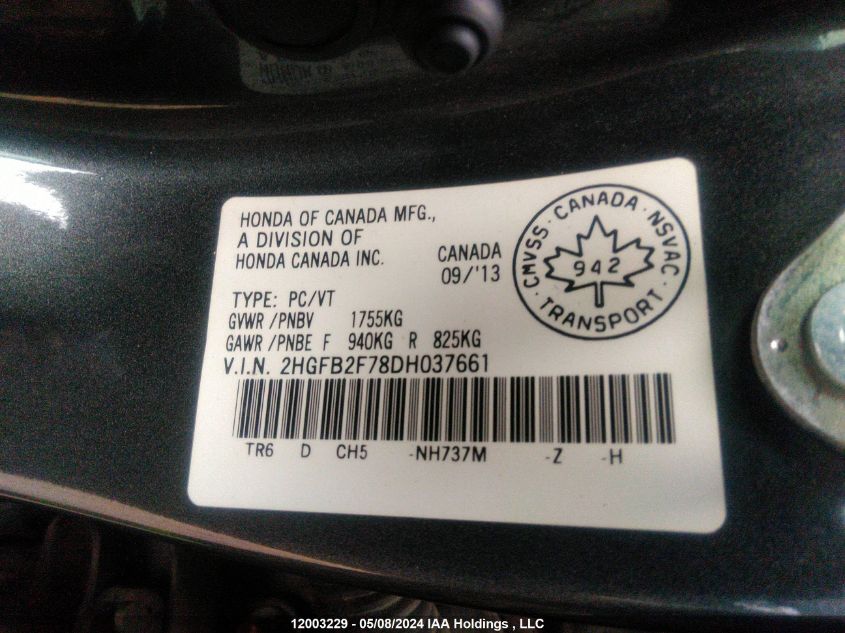 HONDA OF CANADA MFG.,
A DIVISION OF
HONDA CANADA INC.
CANADA
09/'13
CMVSS · CANADA · NSVAC
942
· TRANSPORT ·
TYPE: PC/VT
GVWR /PNBV 1755KG
GAWR /PNBE F 940KG R 825KG
V.I.N. 2HGFB2F78DH037661
TR6 D CH5 -NH737M -Z -H
12003229 - 05/08/2024 IAA Holdings , LLC